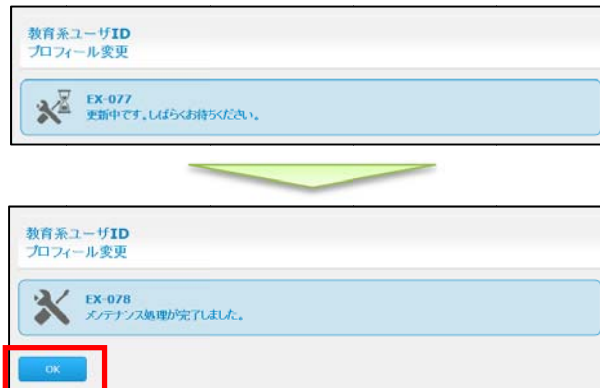 教育系ユーザID
プロフィール変更
EX-077
更新中です。しばらくお待ちください。
教育系ユーザID
プロフィール変更
EX-078
メンテナンス処理が完了しました。
OK